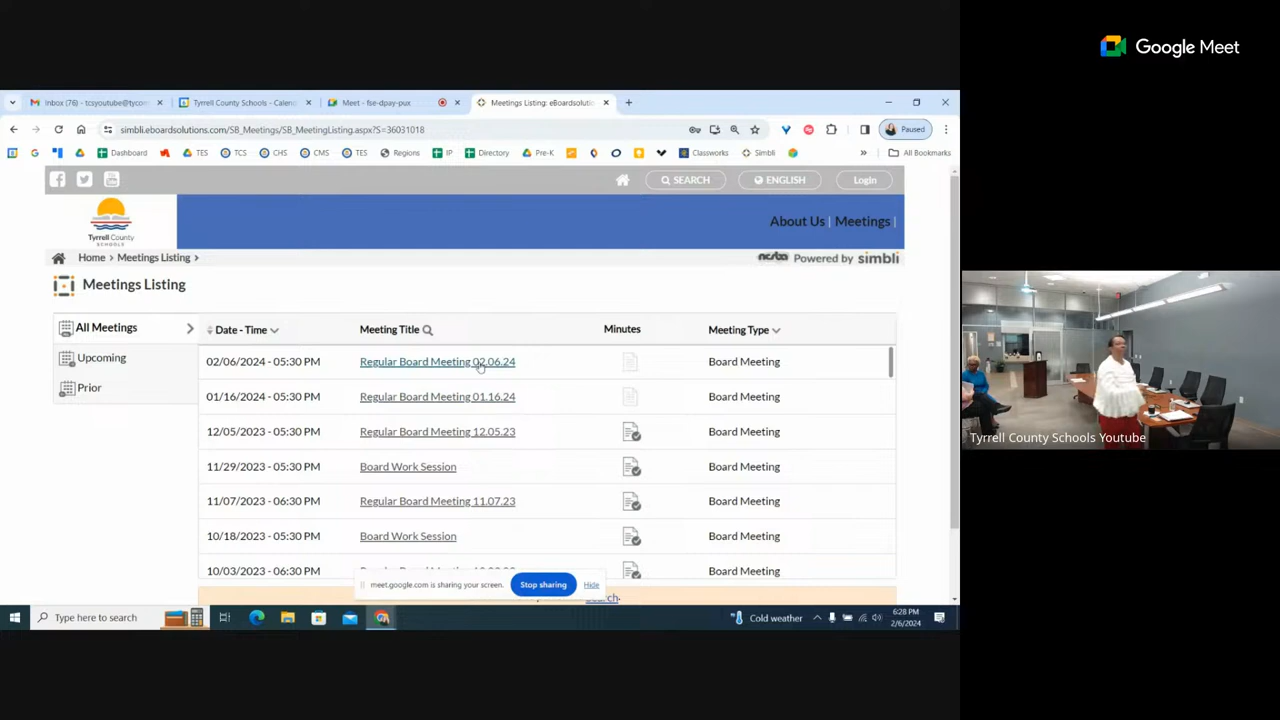 Google Meet
Inbox (76) - tcsyoutube@tycom
Tyrrell County Schools - Calend
Meet - fse-dpay-pux
Meetings Listing: eBoardsolutio
simbli.eboardsolutions.com/SB_Meetings/SB_MeetingListing.aspx?S=36031018
Paused
Dashboard TES TCS CHS CMS TES Regions IP Directory Pre-K Classworks Simbli All Bookmarks
SEARCH ENGLISH Login
Tyrrell County
SCHOOLS
About Us | Meetings |
Home > Meetings Listing >
ncsba Powered by simbli
Meetings Listing
All Meetings
Upcoming
Prior
Date - Time Meeting Title Minutes Meeting Type
02/06/2024 - 05:30 PM Regular Board Meeting 02.06.24 Board Meeting
01/16/2024 - 05:30 PM Regular Board Meeting 01.16.24 Board Meeting
12/05/2023 - 05:30 PM Regular Board Meeting 12.05.23 Board Meeting
11/29/2023 - 05:30 PM Board Work Session Board Meeting
11/07/2023 - 06:30 PM Regular Board Meeting 11.07.23 Board Meeting
10/18/2023 - 05:30 PM Board Work Session Board Meeting
10/03/2023 - 06:30 PM Board Meeting
meet.google.com is sharing your screen. Stop sharing Hide
Search.
Type here to search
Cold weather
6:28 PM
2/6/2024
Tyrrell County Schools Youtube